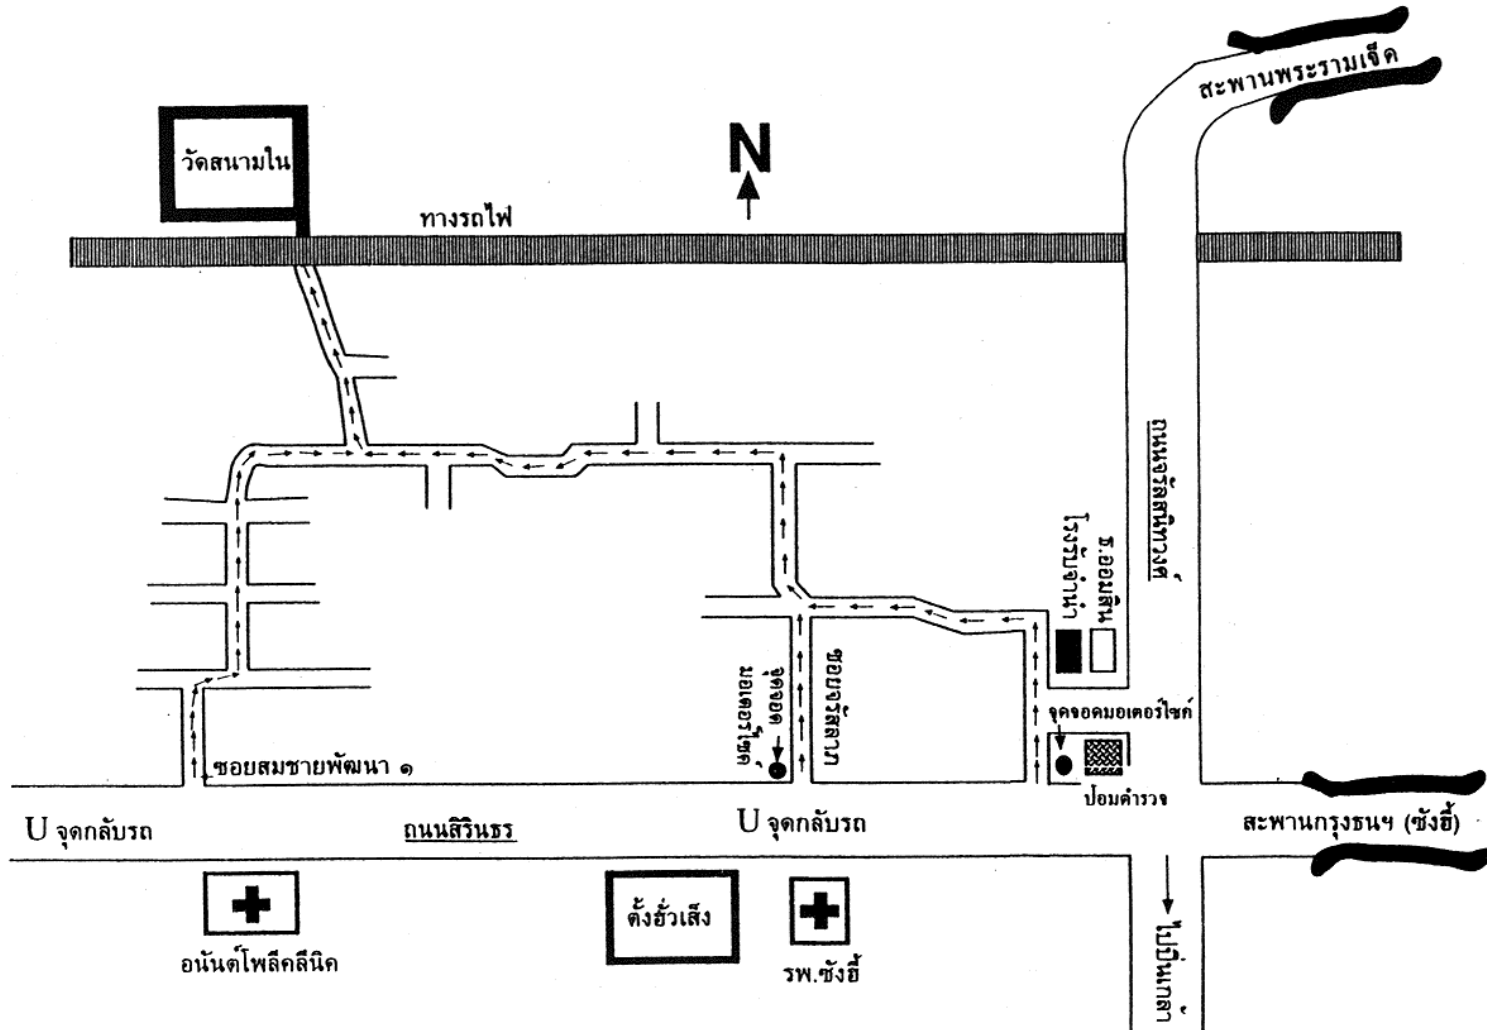 สะพานพระรามเจ็ด
วัดสนามใน
N
ทางรถไฟ
ถนนจรัลสนิทวงศ์
ธ.ออมสิน
โรงรับจำนำ
ซอยจรัลลาภ
จุดจอด
มอเตอร์ไซค์
จุดจอดมอเตอร์ไซค์
ซอยสมชายพัฒนา ๑
ป้อมตำรวจ
U จุดกลับรถ
ถนนสิรินธร
U จุดกลับรถ
สะพานกรุงธนฯ (ซังฮี้)
ตั้งฮั่วเส็ง
อนันต์โพลีคลีนิค
รพ.ซังฮี้
ไปปิ่นเกล้า